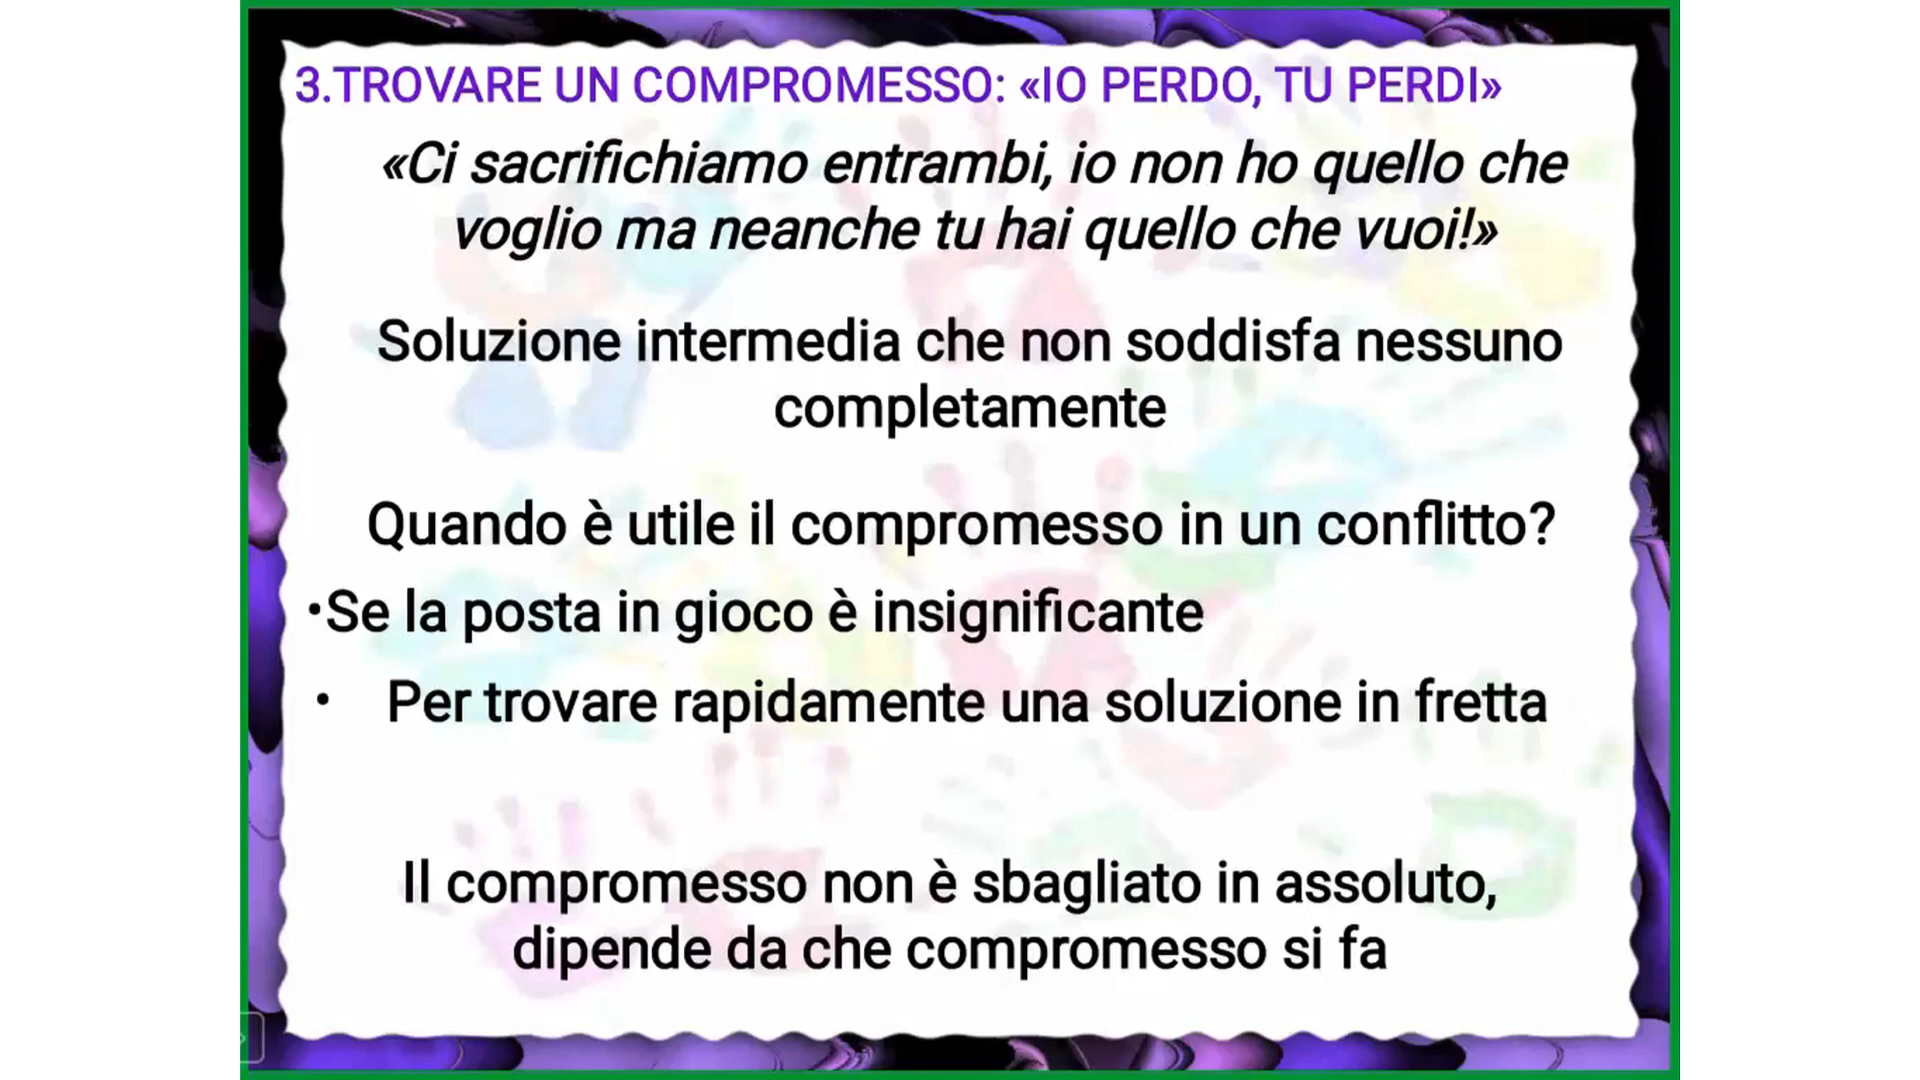 3.TROVARE UN COMPROMESSO: «IO PERDO, TU PERDI»
«Ci sacrifichiamo entrambi, io non ho quello che
voglio ma neanche tu hai quello che vuoi!»
Soluzione intermedia che non soddisfa nessuno
completamente
Quando è utile il compromesso in un conflitto?
•Se la posta in gioco è insignificante
• Per trovare rapidamente una soluzione in fretta
Il compromesso non è sbagliato in assoluto,
dipende da che compromesso si fa